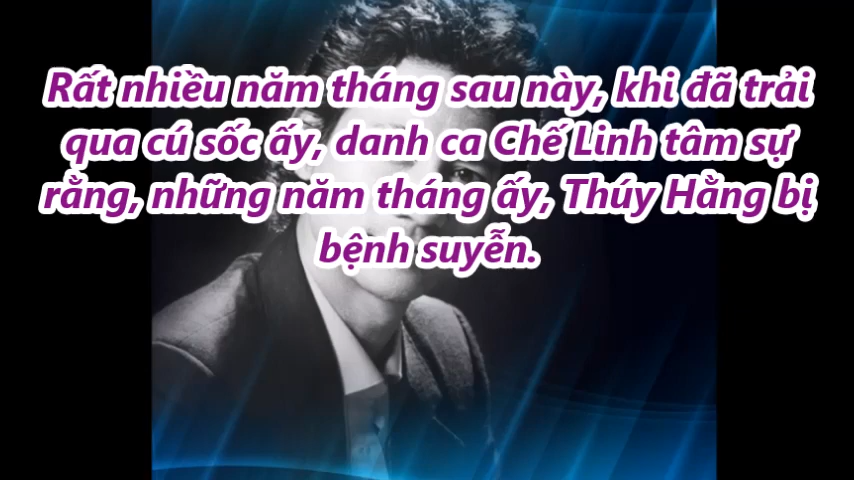 Rất nhiều năm tháng sau này, khi đã trải
qua cú sốc ấy, danh ca Chế Linh tâm sự
rằng, những năm tháng ấy, Thúy Hằng bị
bệnh suyễn.